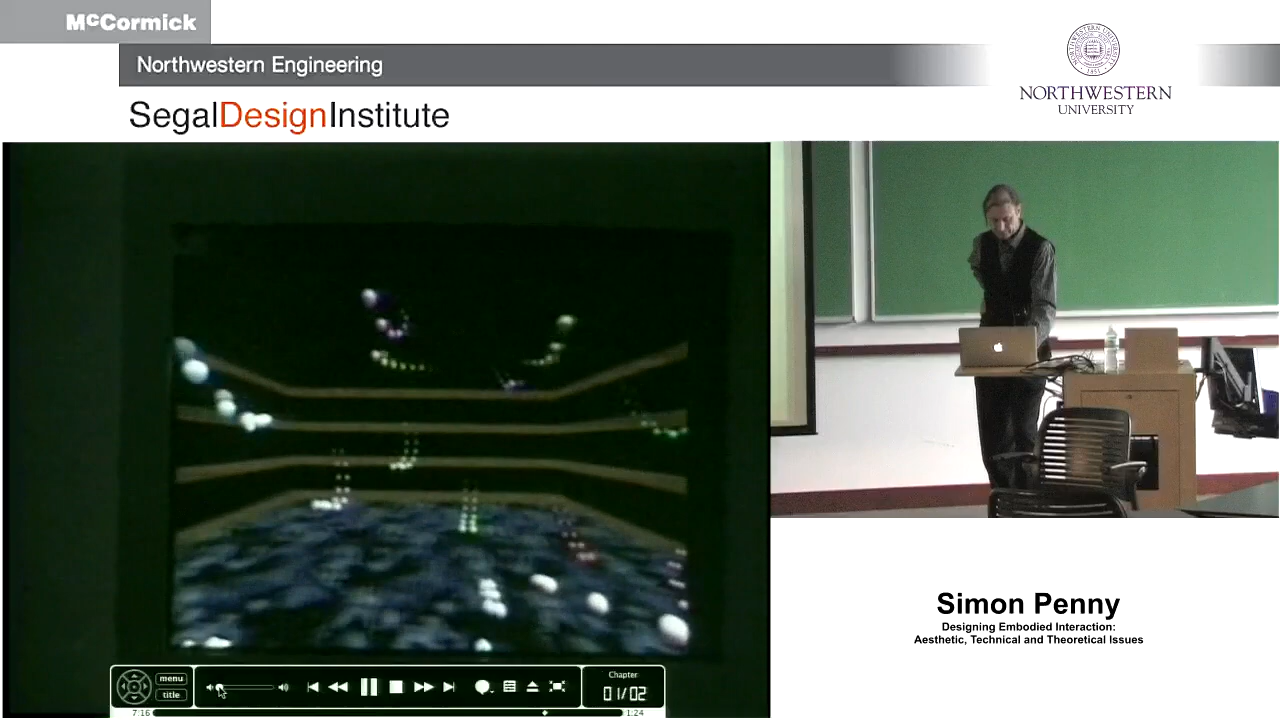 McCormick
Northwestern Engineering
SegalDesignInstitute
NORTHWESTERN
UNIVERSITY
1851
menu
title
Chapter
01/02
7:16
1:24
Simon Penny
Designing Embodied Interaction:
Aesthetic, Technical and Theoretical Issues